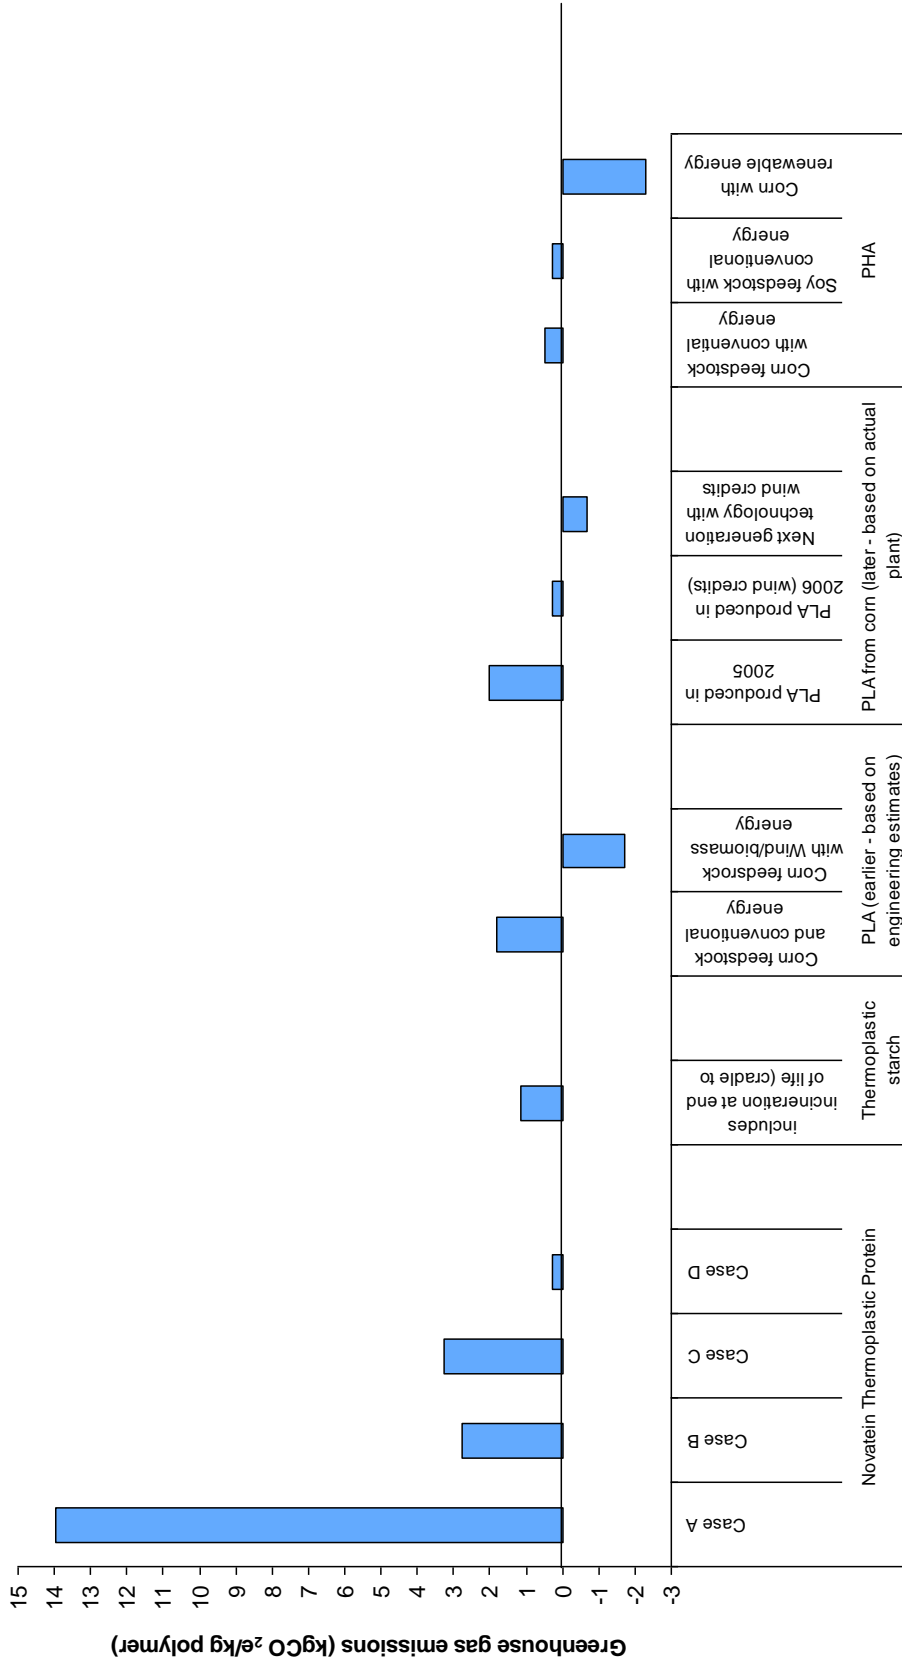 Greenhouse gas emissions (kgCO 2e/kg polymer)
15
14
13
12
11
10
9
8
7
6
5
4
3
2
1
0
-1
-2
-3
Case A
Case B
Case C
Case D
Novatein Thermoplastic Protein
includes
incineration at end
of life (cradle to
Thermoplastic
starch
Corn feedstock
and conventional
energy
Corn feedsrock
with Wind/biomass
energy
PLA (earlier - based on
engineering estimates)
PLA produced in
2005
PLA produced in
2006 (wind credits)
Next generation
technology with
wind credits
PLA from corn (later - based on actual
plant)
Corn feedstock
with convential
energy
Soy feedstock with
conventional
energy
Corn with
renewable energy
PHA